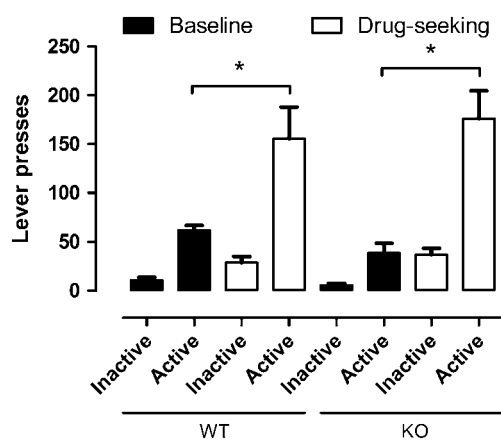 Baseline Drug-seeking
250
200
150
100
50
0
Lever presses
* *
Inactive Active Inactive Active Inactive Active Inactive Active
WT KO